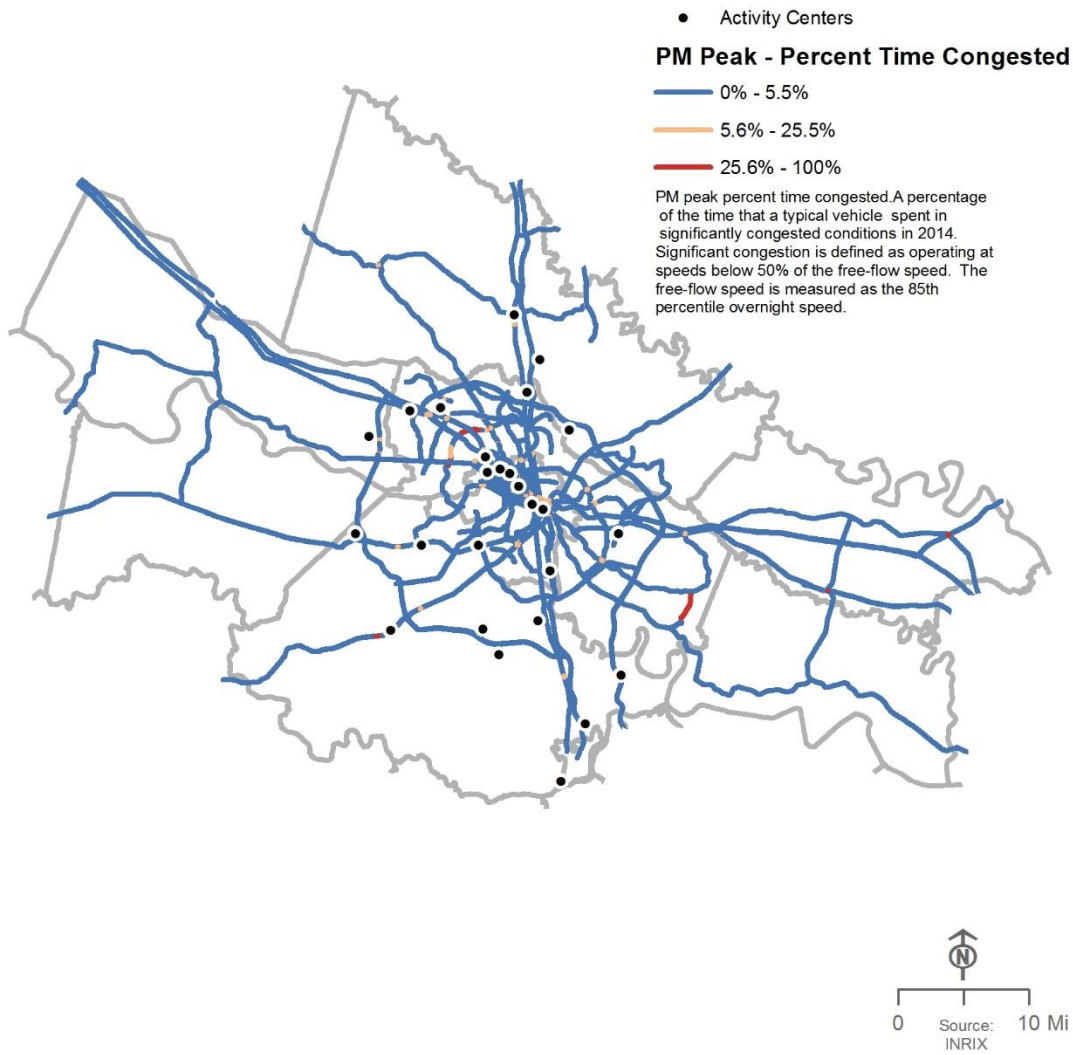 Activity Centers
PM Peak - Percent Time Congested
0% - 5.5%
5.6% - 25.5%
25.6% - 100%
PM peak percent time congested.A percentage
of the time that a typical vehicle spent in
significantly congested conditions in 2014.
Significant congestion is defined as operating at
speeds below 50% of the free-flow speed. The
free-flow speed is measured as the 85th
percentile overnight speed.
N
0 10 Mi
Source:
INRIX